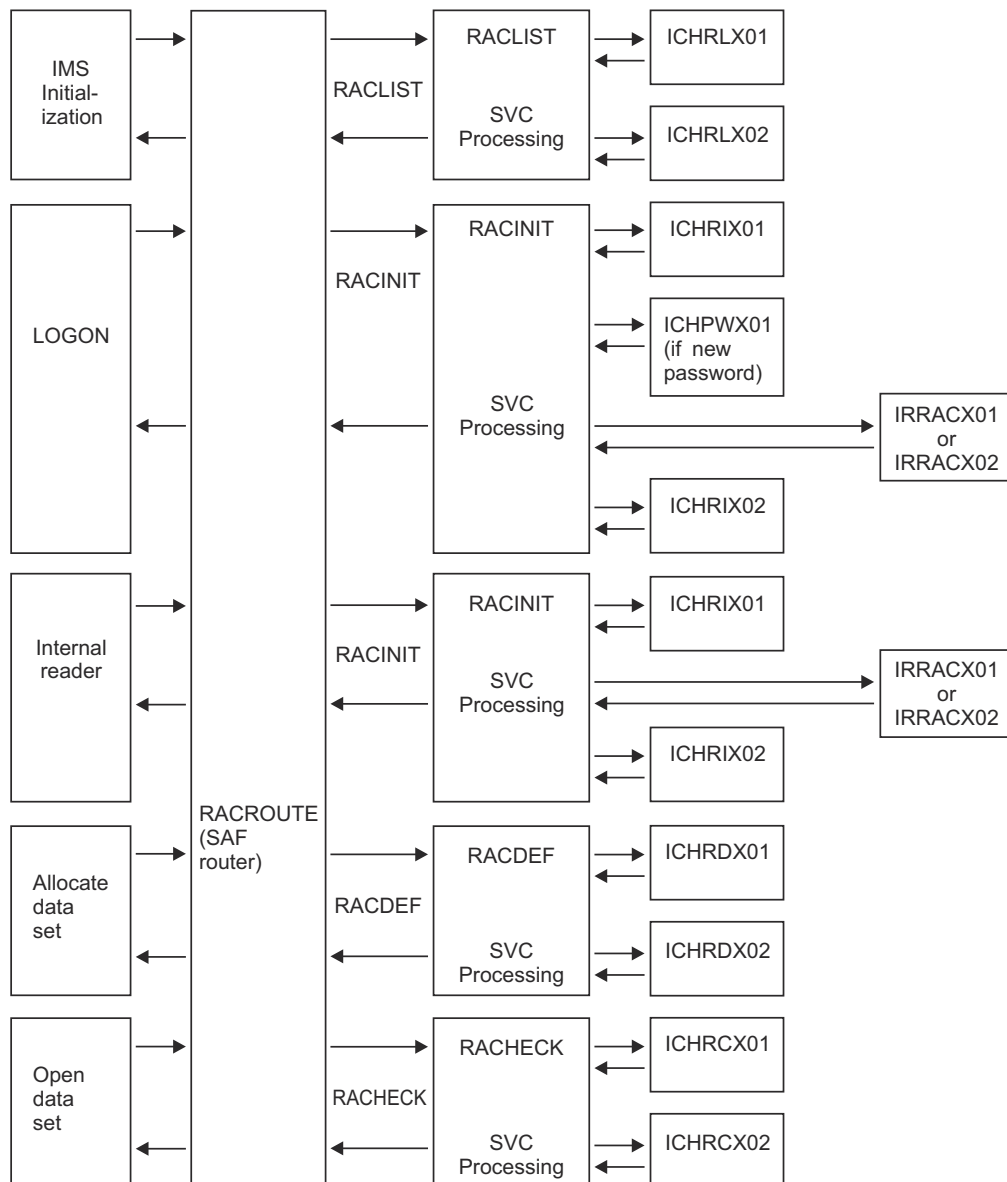 IMS
Initial-
ization
RACLIST
RACLIST
SVC
Processing
ICHRLX01
ICHRLX02
LOGON
RACINIT
RACINIT
SVC
Processing
ICHRIX01
ICHPWX01
(if new
password)
IRRACX01
or
IRRACX02
ICHRIX02
Internal
reader
RACINIT
RACINIT
SVC
Processing
ICHRIX01
IRRACX01
or
IRRACX02
ICHRIX02
RACROUTE
(SAF
router)
Allocate
data
set
RACDEF
RACDEF
SVC
Processing
ICHRDX01
ICHRDX02
Open
data
set
RACHECK
RACHECK
SVC
Processing
ICHRCX01
ICHRCX02